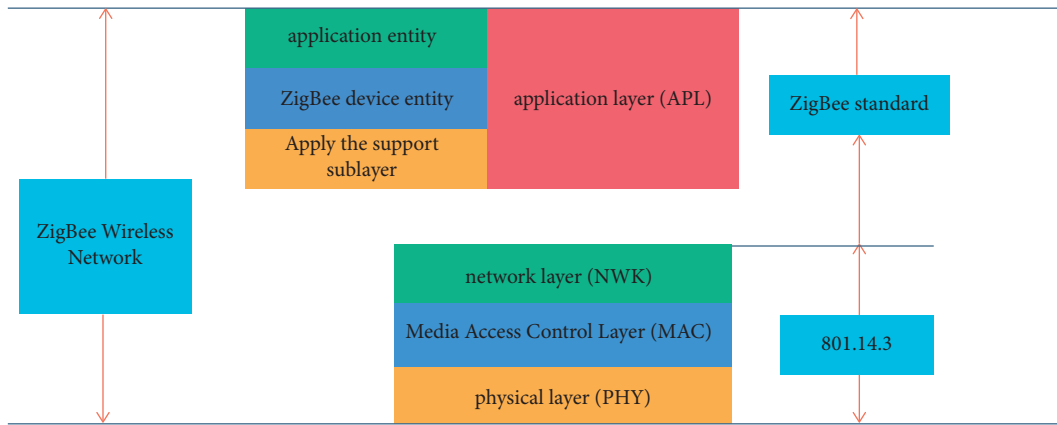 application entity
ZigBee device entity
Apply the support
sublayer
application layer (APL)
ZigBee standard
ZigBee Wireless
Network
network layer (NWK)
Media Access Control Layer (MAC)
physical layer (PHY)
801.14.3